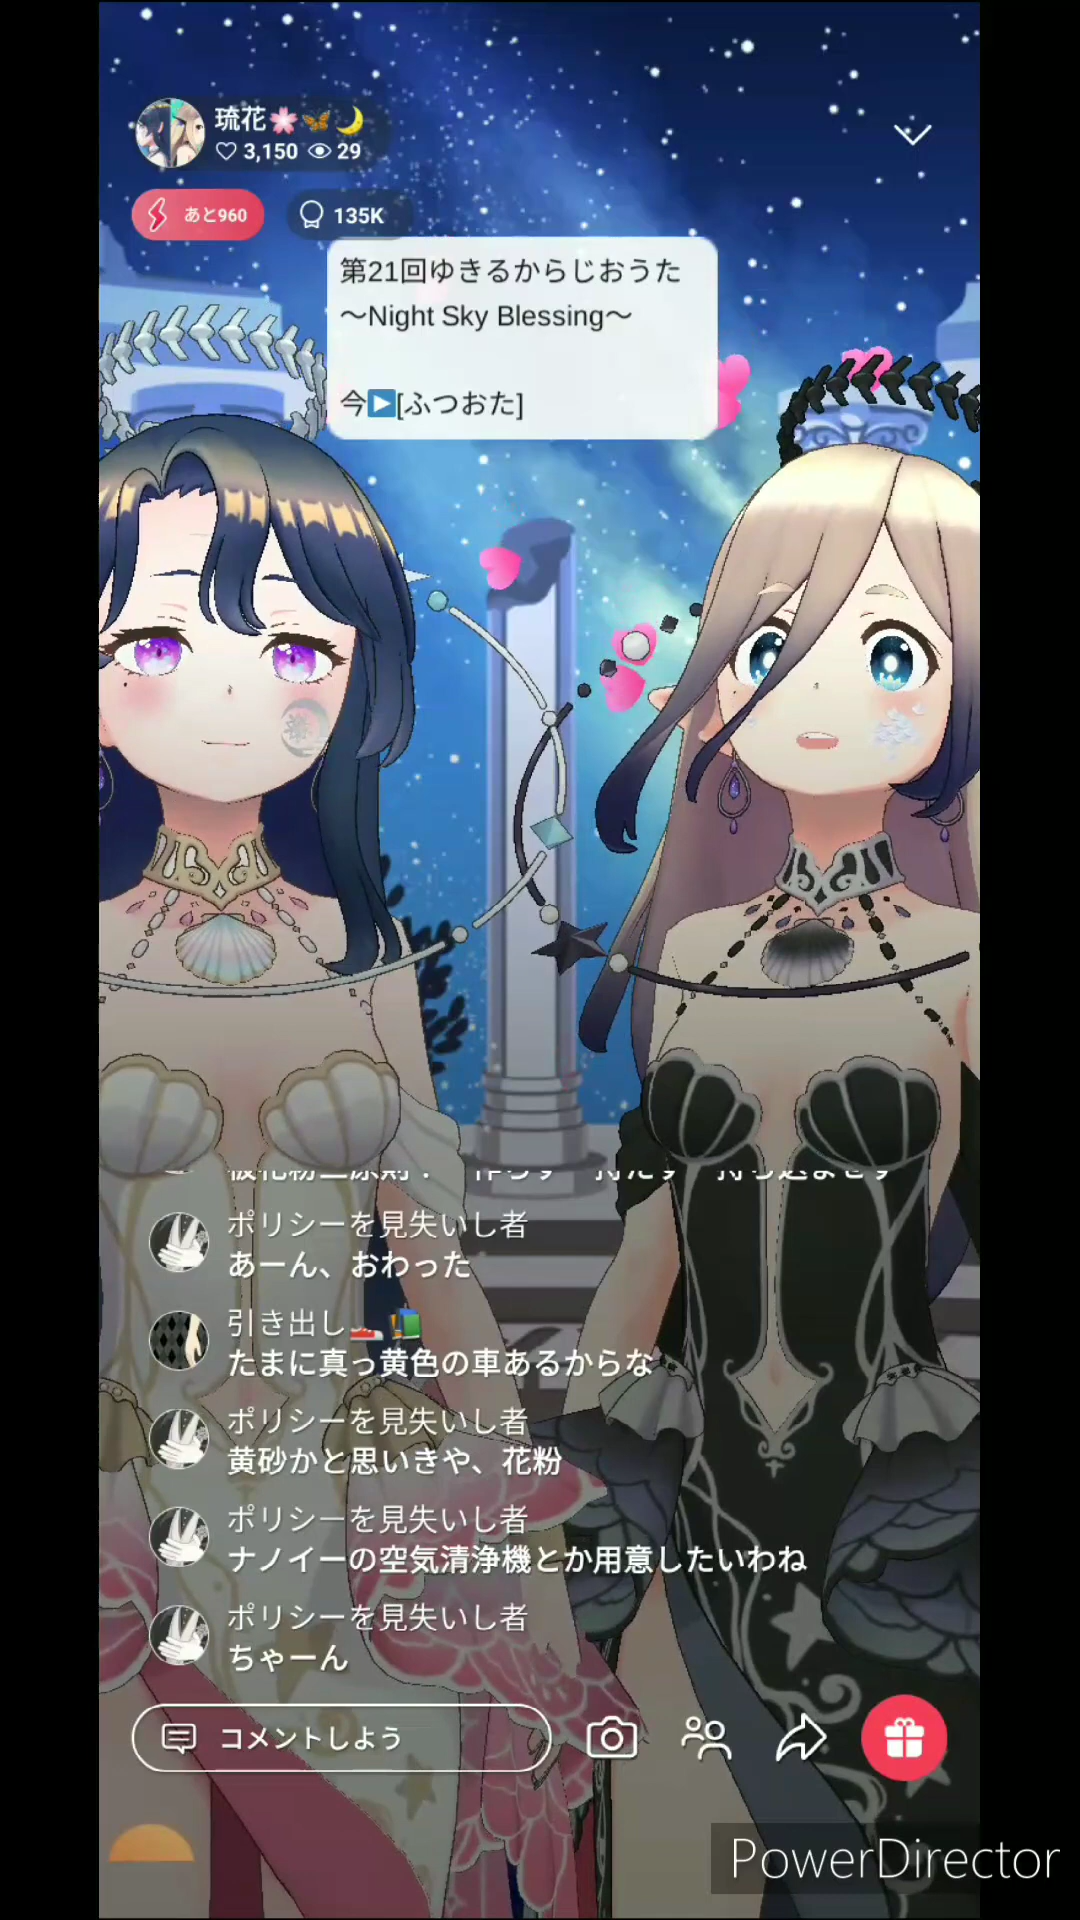 琉花🌸🦋🌙
3,150 29
あと960
135K
第21回ゆきるからじおうた
〜Night Sky Blessing〜
今▶️[ふつおた]
ポリシーを見失いし者
あーん、おわった
引き出し👟🛍️
たまに真っ黄色の車あるからな
ポリシーを見失いし者
黄砂かと思いきや、花粉
ポリシーを見失いし者
ナノイーの空気清浄機とか用意したいわね
ポリシーを見失いし者
ちゃーん
コメントしよう
PowerDirector